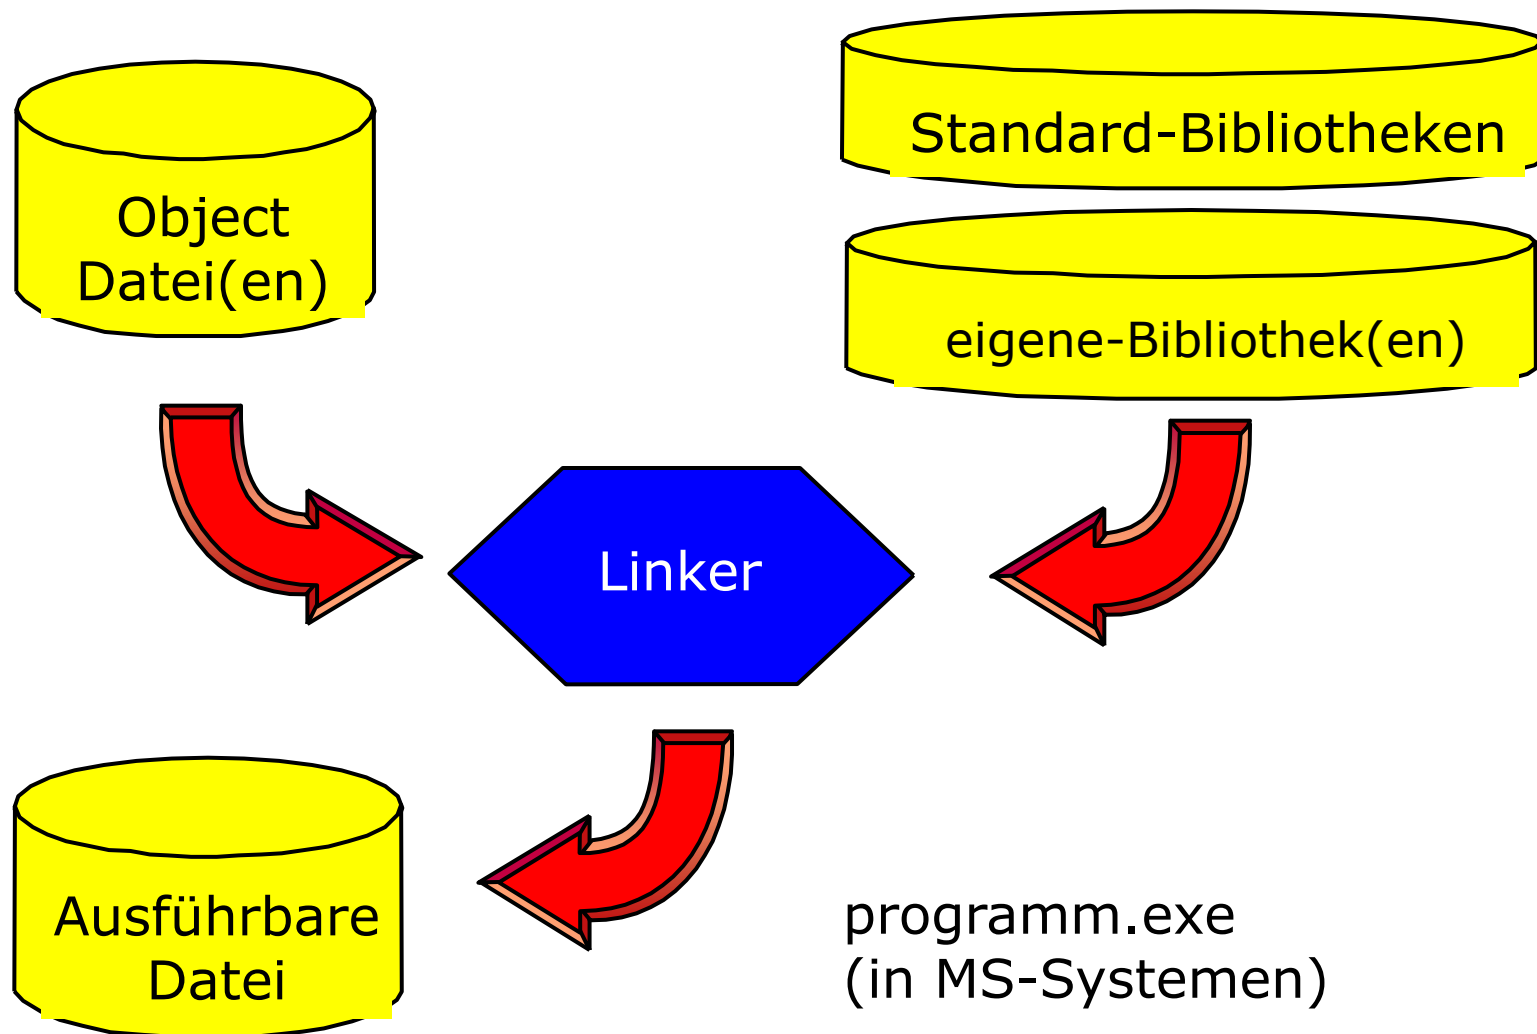 Object
Datei(en)
Standard-Bibliotheken
eigene-Bibliothek(en)
Linker
Ausführbare
Datei
programm.exe
(in MS-Systemen)